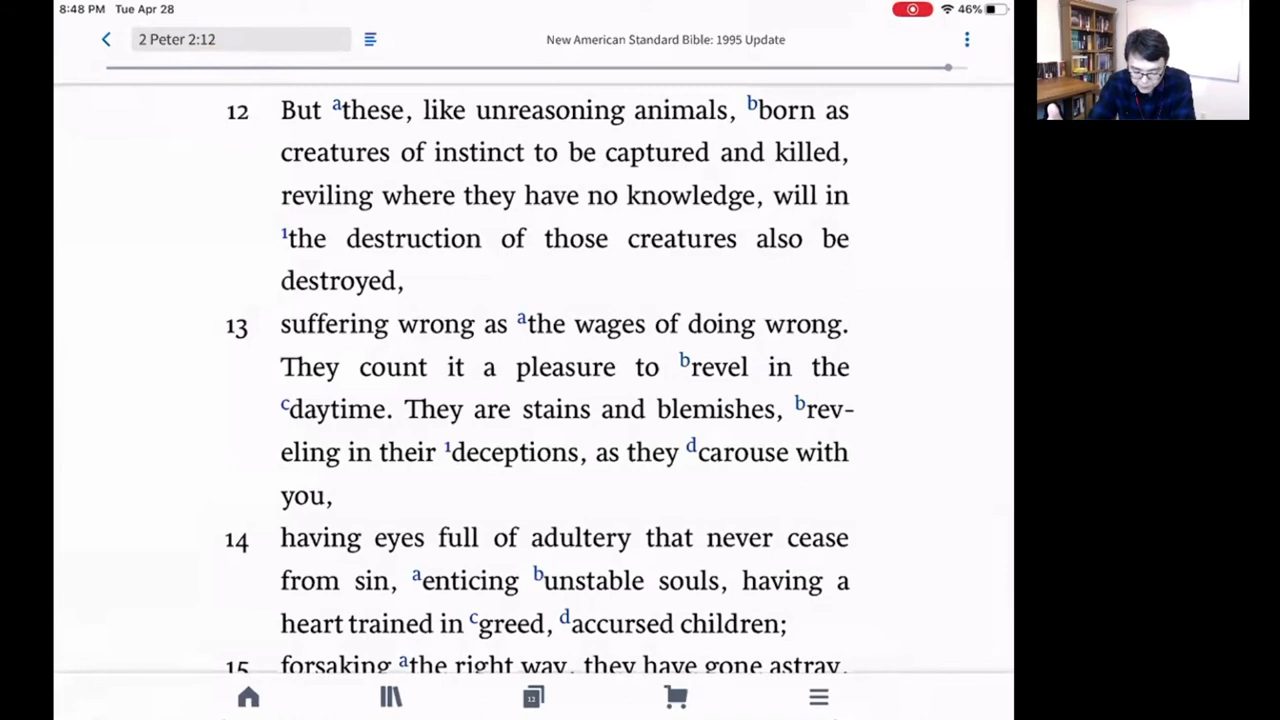 8:48 PM Tue Apr 28
46%
2 Peter 2:12
New American Standard Bible: 1995 Update
12 But ᵃthese, like unreasoning animals, ᵇborn as
creatures of instinct to be captured and killed,
reviling where they have no knowledge, will in
¹the destruction of those creatures also be
destroyed,
13 suffering wrong as ᵃthe wages of doing wrong.
They count it a pleasure to ᵇrevel in the
ᶜdaytime. They are stains and blemishes, ᵇrev-
eling in their ¹deceptions, as they ᵈcarouse with
you,
14 having eyes full of adultery that never cease
from sin, ᵃenticing ᵇunstable souls, having a
heart trained in ᶜgreed, ᵈaccursed children;
15 forsaking ᵃthe right way, they have gone astray,
12